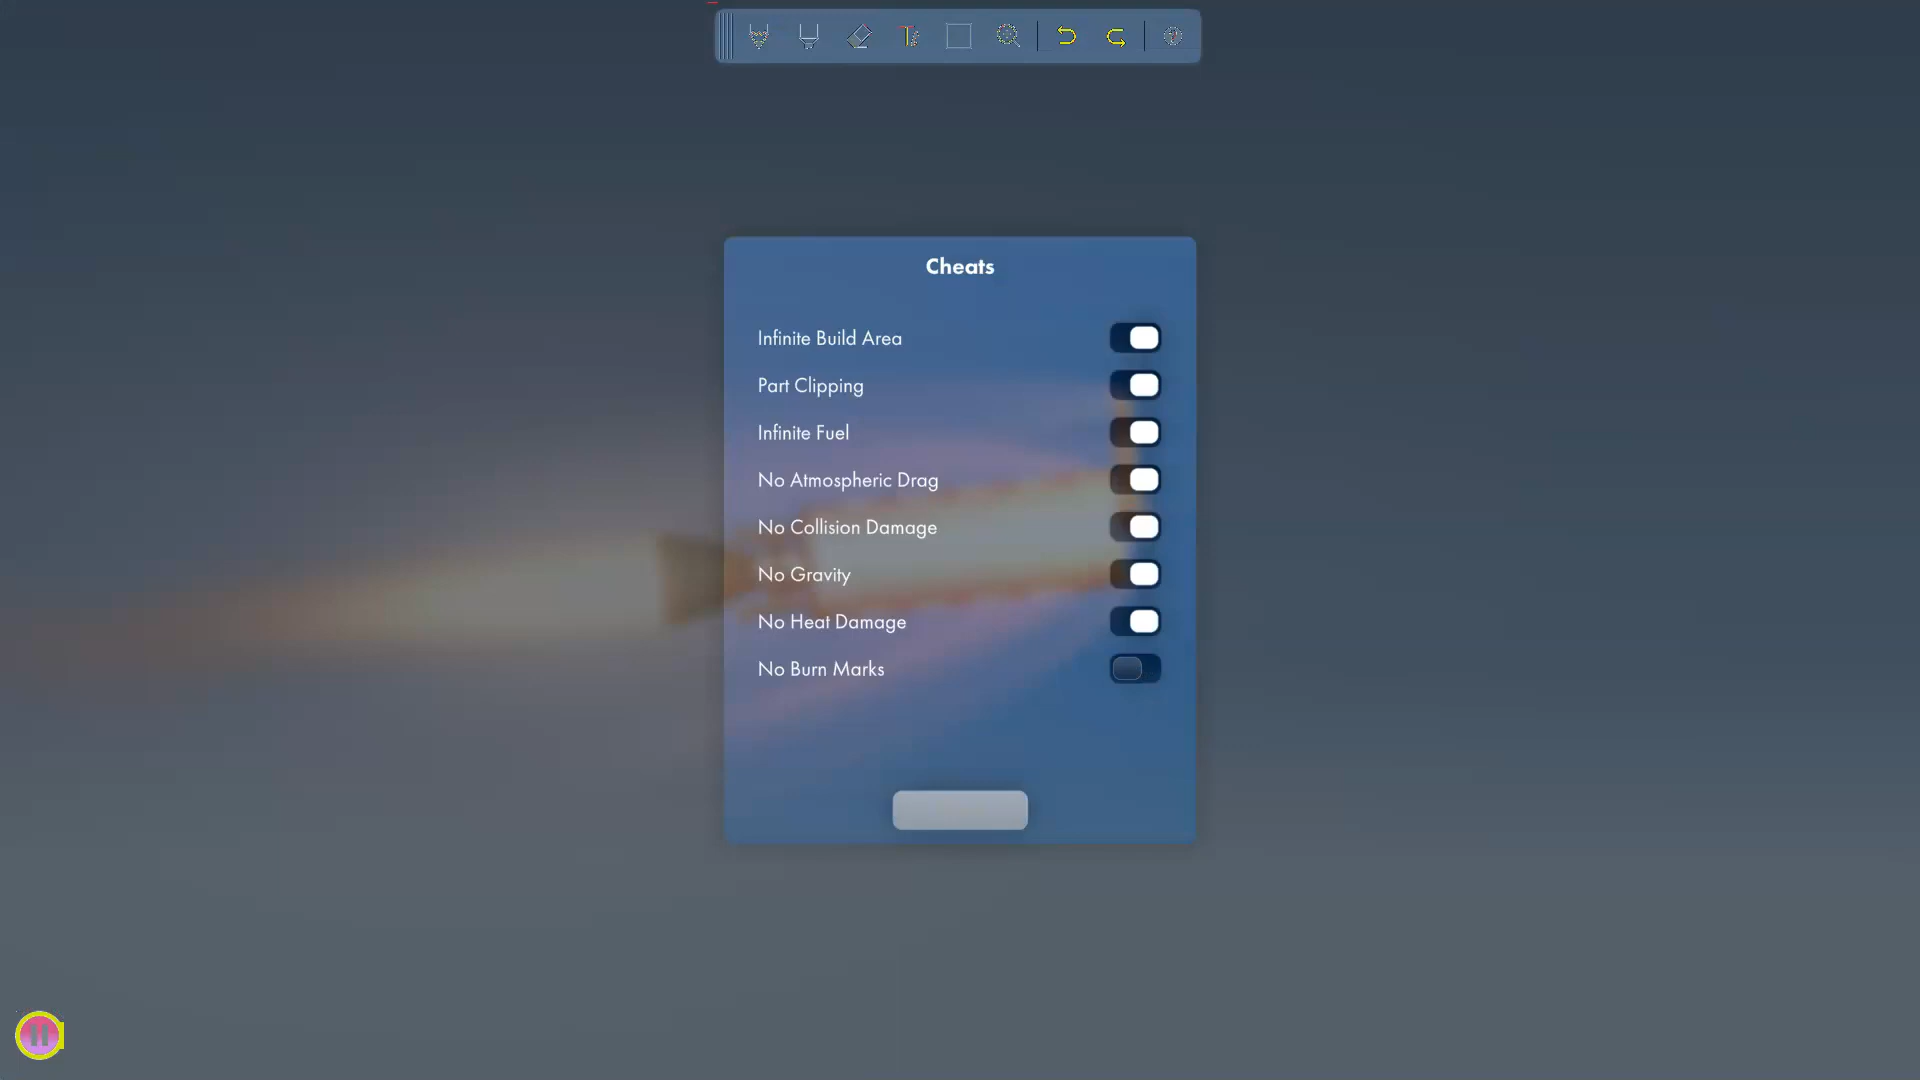 Cheats
Infinite Build Area
Part Clipping
Infinite Fuel
No Atmospheric Drag
No Collision Damage
No Gravity
No Heat Damage
No Burn Marks